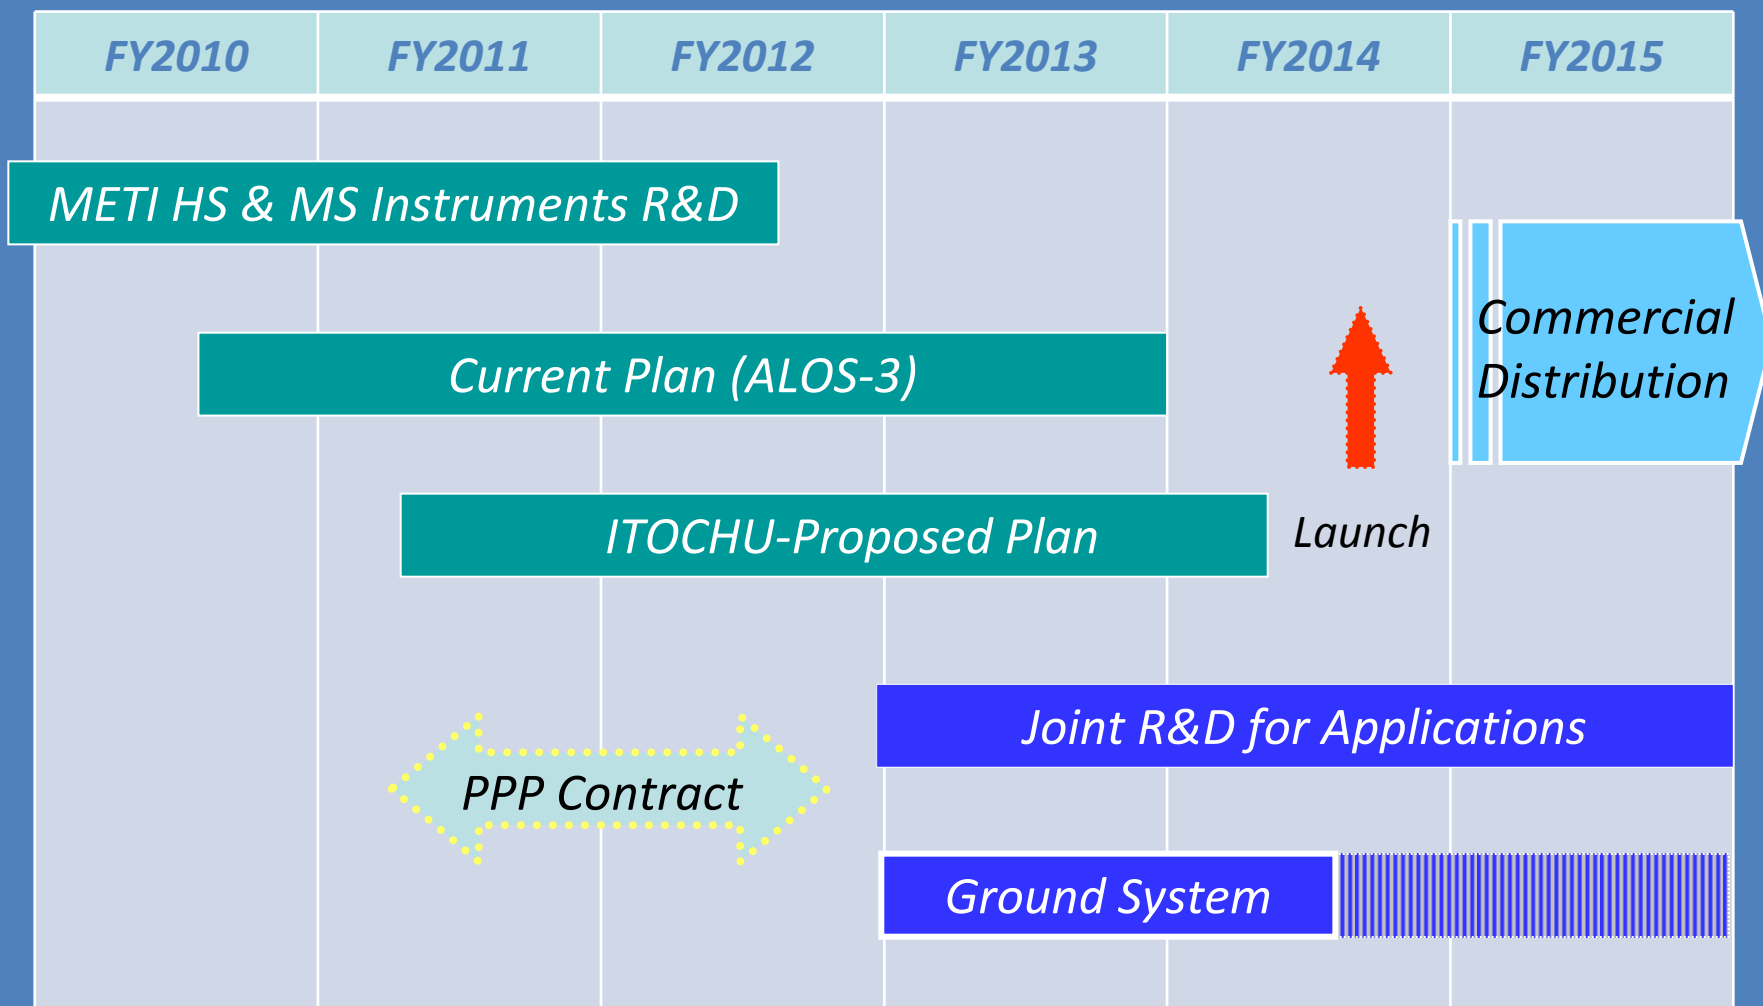 FY2010 FY2011 FY2012 FY2013 FY2014 FY2015
METI HS & MS Instruments R&D
Commercial
Distribution
Current Plan (ALOS-3)
ITOCHU-Proposed Plan
Launch
Joint R&D for Applications
PPP Contract
Ground System